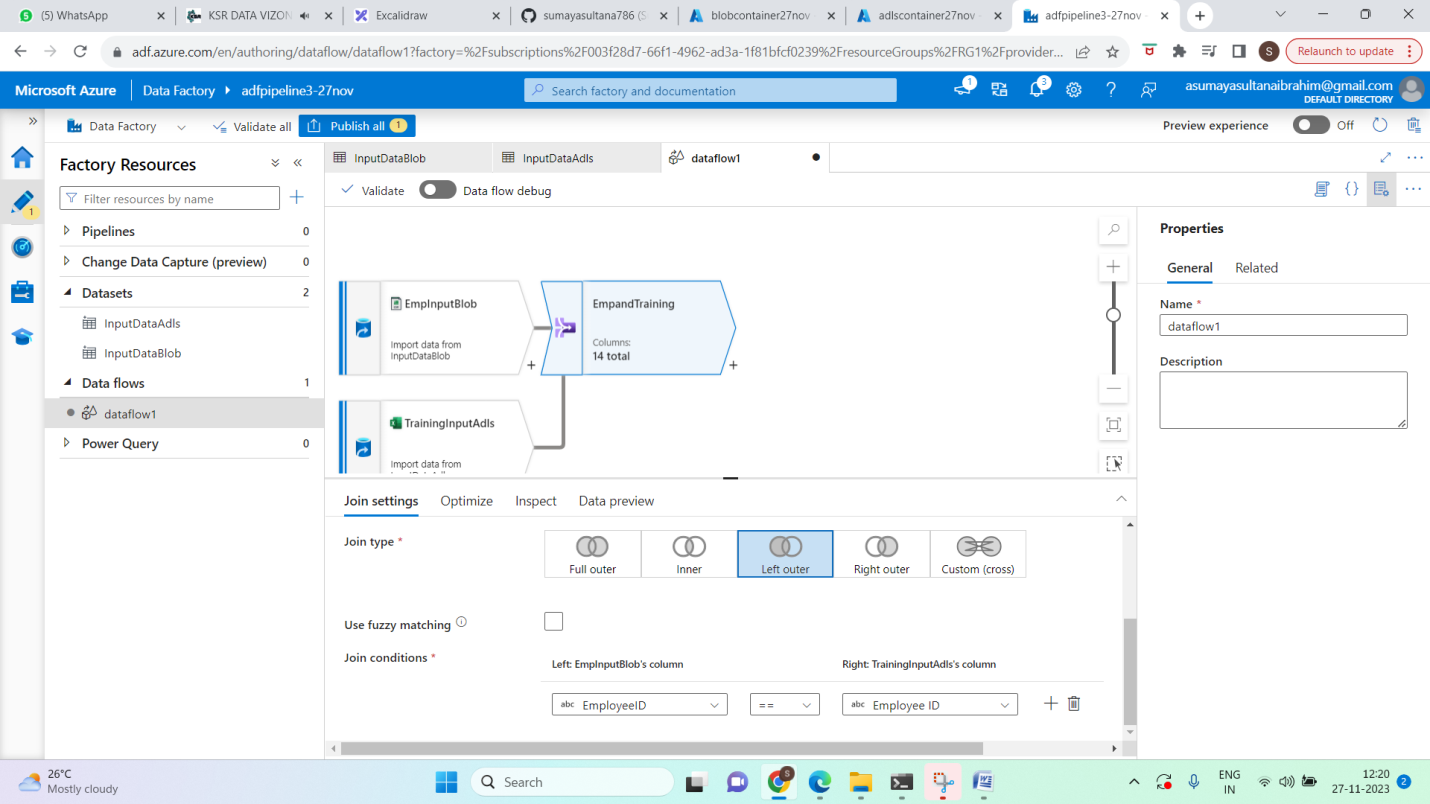 (5) WhatsApp
KSR DATA VIZON
Excalidraw
sumayasultana786 (S
blobcontainer27nov
adlscontainer27nov -
adfpipeline3-27nov -
adf.azure.com/en/authoring/dataflow/dataflow1?factory=%2Fsubscriptions%2F003f28d7-66f1-4962-ad3a-1f81bfcf0239%2FresourceGroups%2FRG1%2Fprovider...
S
Relaunch to update
Microsoft Azure
Data Factory
adfpipeline3-27nov
Search factory and documentation
1
3
asumayasultanaibrahim@gmail.com
DEFAULT DIRECTORY
Data Factory
Validate all
Publish all 1
Preview experience
Off
Factory Resources
InputDataBlob
InputDataAdls
dataflow1
Filter resources by name
Validate
Data flow debug
1
Pipelines 0
Change Data Capture (preview) 0
Datasets 2
InputDataAdls
InputDataBlob
Data flows 1
dataflow1
Power Query 0
EmpInputBlob
Import data from
InputDataBlob
EmpandTraining
Columns:
14 total
TrainingInputAdls
Import data from
Properties
General
Related
Name *
dataflow1
Description
Join settings
Optimize
Inspect
Data preview
Join type *
Full outer
Inner
Left outer
Right outer
Custom (cross)
Use fuzzy matching
Join conditions *
Left: EmpInputBlob's column
Right: TrainingInputAdls's column
abc EmployeeID
==
abc Employee ID
26°C
Mostly cloudy
Search
S
ENG
IN
12:20
27-11-2023
2